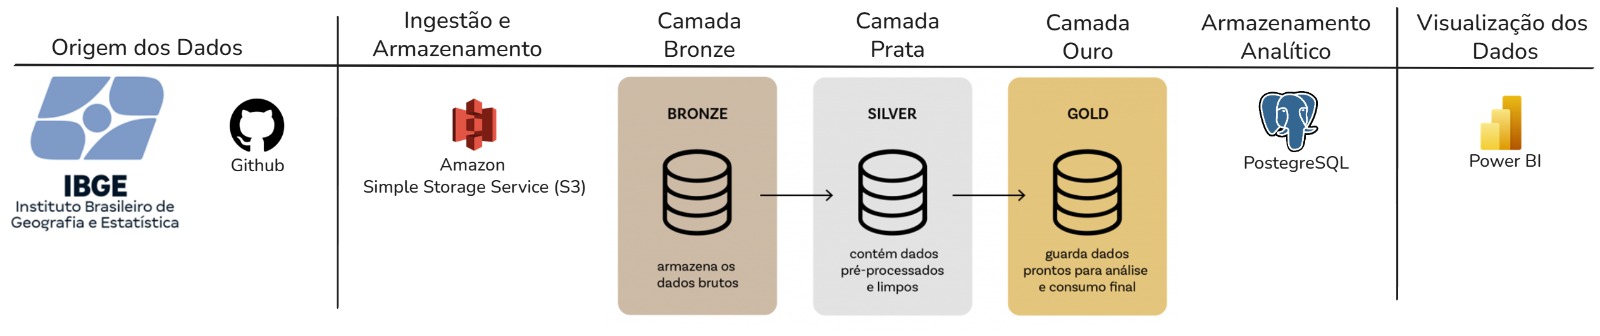 Origem dos Dados
Ingestão e
Armazenamento
Camada
Bronze
Camada
Prata
Camada
Ouro
Armazenamento
Analítico
Visualização dos
Dados
IBGE
Instituto Brasileiro de
Geografia e Estatística
Github
Amazon
Simple Storage Service (S3)
BRONZE
armazena os
dados brutos
SILVER
contém dados
pré-processados
e limpos
GOLD
guarda dados
prontos para análise
e consumo final
PostegreSQL
Power BI